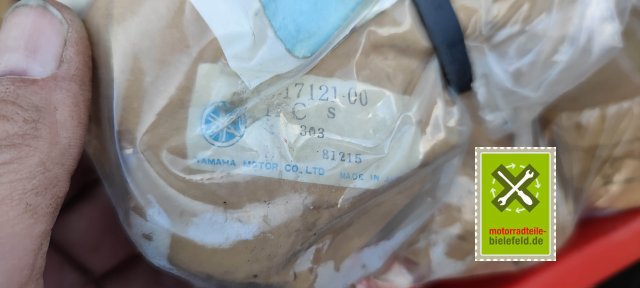 -17121-00
C S
303
81215
YAMAHA MOTOR CO., LTD MADE IN
motorradteile-
bielefeld.de